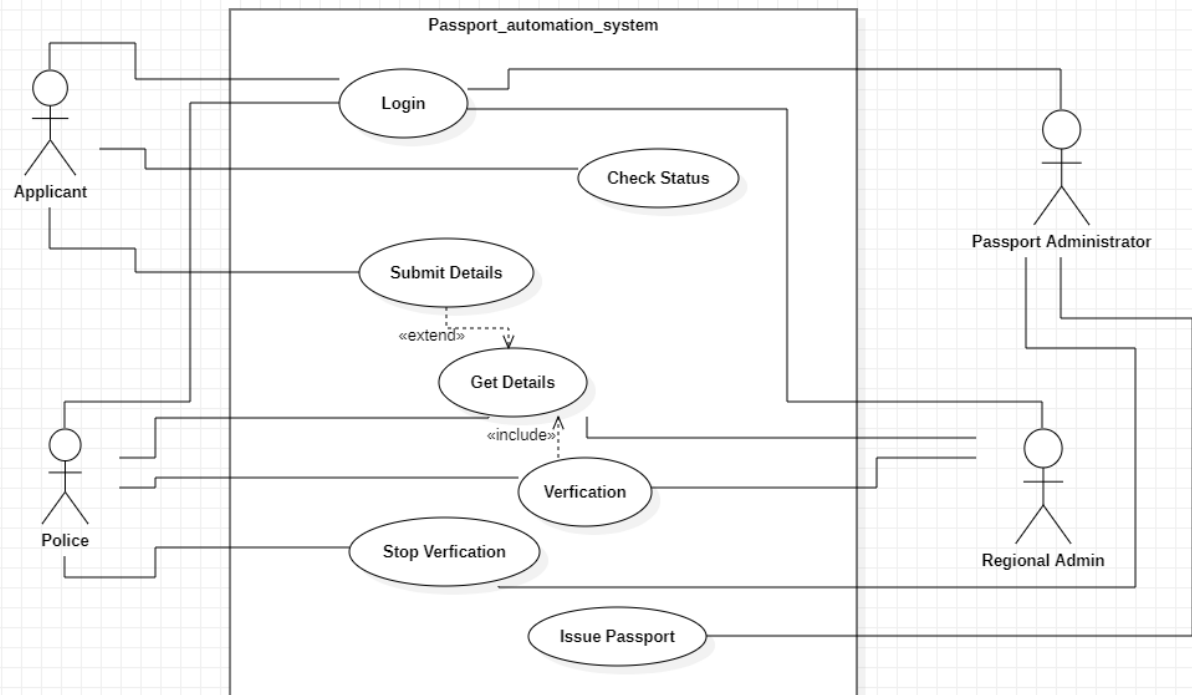 Passport_automation_system
Login
Check Status
Applicant
Passport Administrator
Submit Details
«extend»
Get Details
«include»
Verfication
Police
Stop Verfication
Regional Admin
Issue Passport